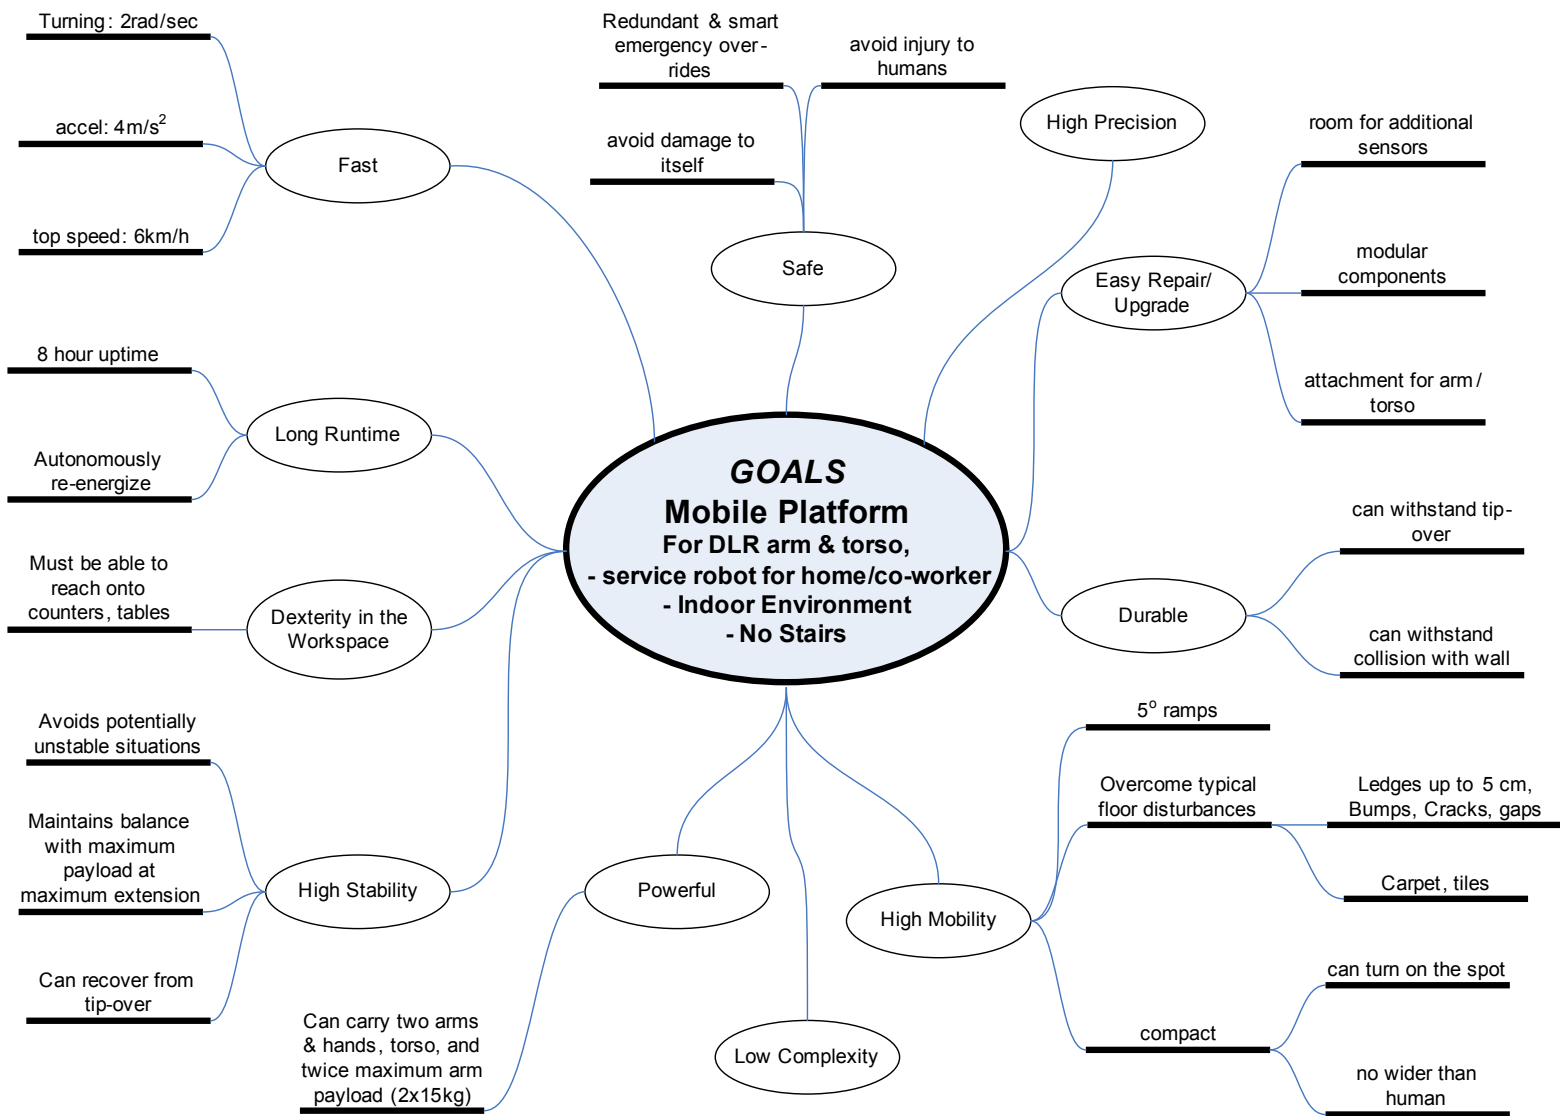 Turning: 2rad/sec
accel: 4m/s²
top speed: 6km/h
Fast
Redundant & smart
emergency over-
rides
avoid injury to
humans
avoid damage to
itself
Safe
High Precision
room for additional
sensors
modular
components
attachment for arm/
torso
Easy Repair/
Upgrade
8 hour uptime
Autonomously
re-energize
Long Runtime
Must be able to
reach onto
counters, tables
Dexterity in the
Workspace
GOALS
Mobile Platform
For DLR arm & torso,
- service robot for home/co-worker
- Indoor Environment
- No Stairs
can withstand tip-
over
can withstand
collision with wall
Durable
Avoids potentially
unstable situations
Maintains balance
with maximum
payload at
maximum extension
Can recover from
tip-over
High Stability
Powerful
Can carry two arms
& hands, torso, and
twice maximum arm
payload (2x15kg)
Low Complexity
High Mobility
5° ramps
Overcome typical
floor disturbances
Ledges up to 5 cm,
Bumps, Cracks, gaps
Carpet, tiles
compact
can turn on the spot
no wider than
human